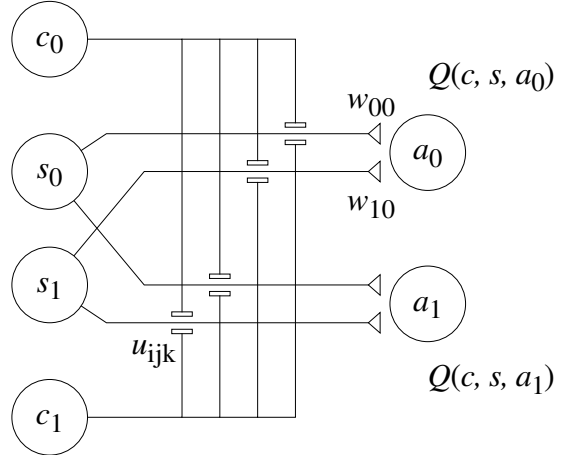 c₀
Q(c, s, a₀)
w₀₀
s₀
a₀
w₁₀
s₁
a₁
uᵢⱼₖ
Q(c, s, a₁)
c₁